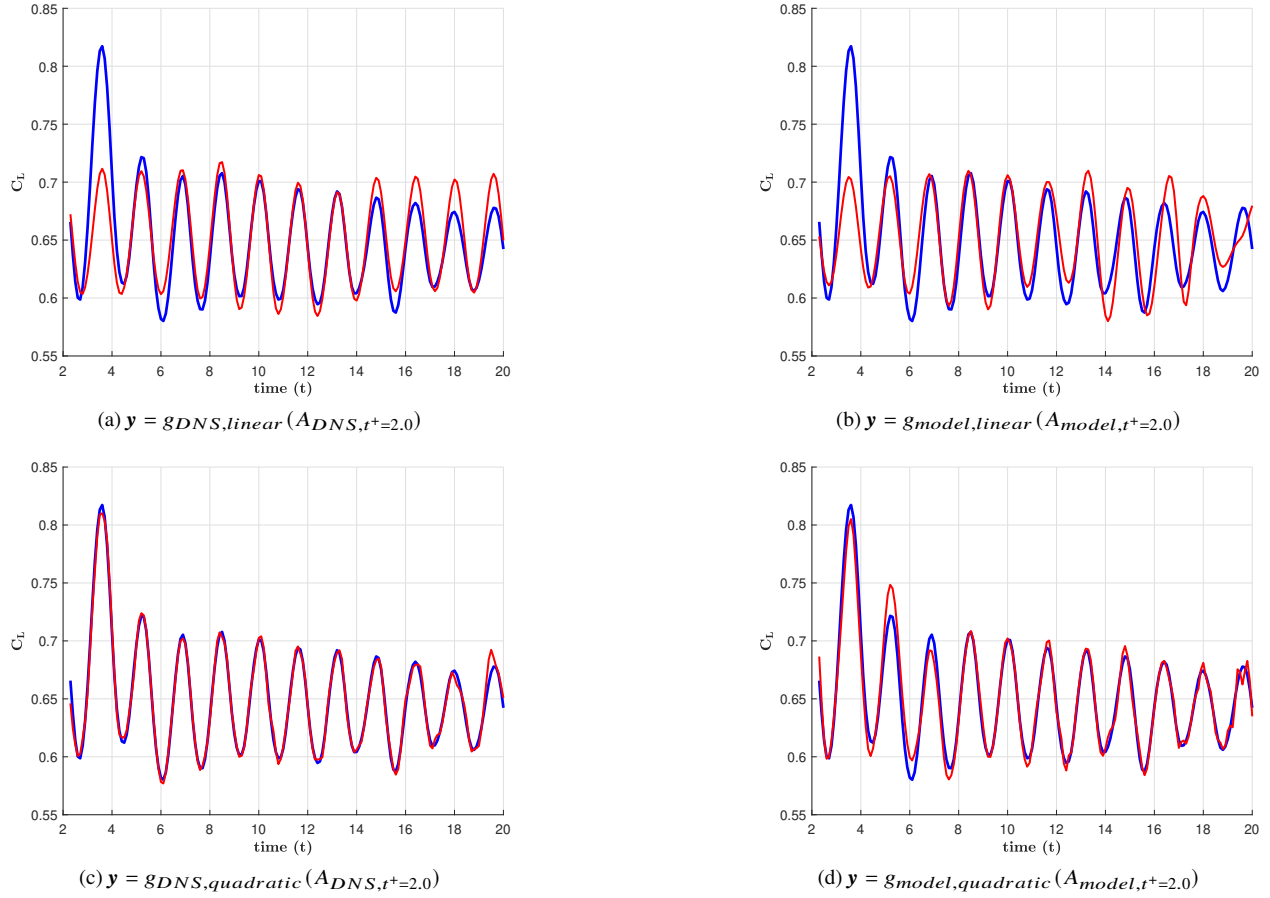 0.85
0.8
0.75
0.7
0.65
0.6
0.55
C_L
2 4 6 8 10 12 14 16 18 20
time (t)
(a) y = g_{DNS,linear}(A_{DNS,t^+=2.0})
0.85
0.8
0.75
0.7
0.65
0.6
0.55
C_L
2 4 6 8 10 12 14 16 18 20
time (t)
(b) y = g_{model,linear}(A_{model,t^+=2.0})
0.85
0.8
0.75
0.7
0.65
0.6
0.55
C_L
2 4 6 8 10 12 14 16 18 20
time (t)
(c) y = g_{DNS,quadratic}(A_{DNS,t^+=2.0})
0.85
0.8
0.75
0.7
0.65
0.6
0.55
C_L
2 4 6 8 10 12 14 16 18 20
time (t)
(d) y = g_{model,quadratic}(A_{model,t^+=2.0})